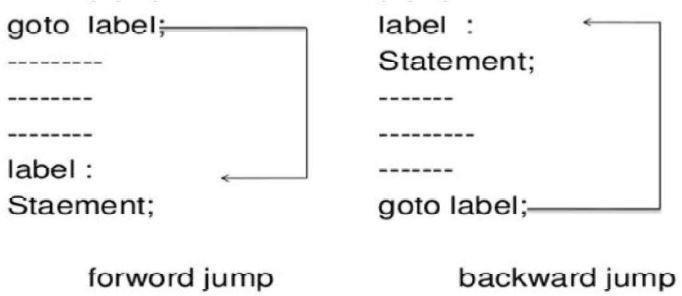 goto label;
---------
--------
--------
label :
Staement;
forword jump
label :
Statement;
-------
---------
-------
goto label;
backward jump